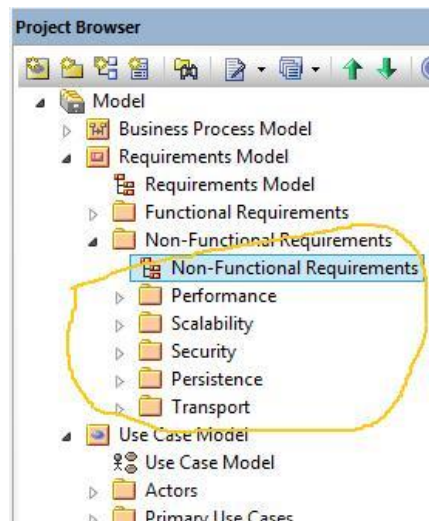 Project Browser
Model
Business Process Model
Requirements Model
Requirements Model
Functional Requirements
Non-Functional Requirements
Non-Functional Requirements
Performance
Scalability
Security
Persistence
Transport
Use Case Model
Use Case Model
Actors
Primary Use Cases